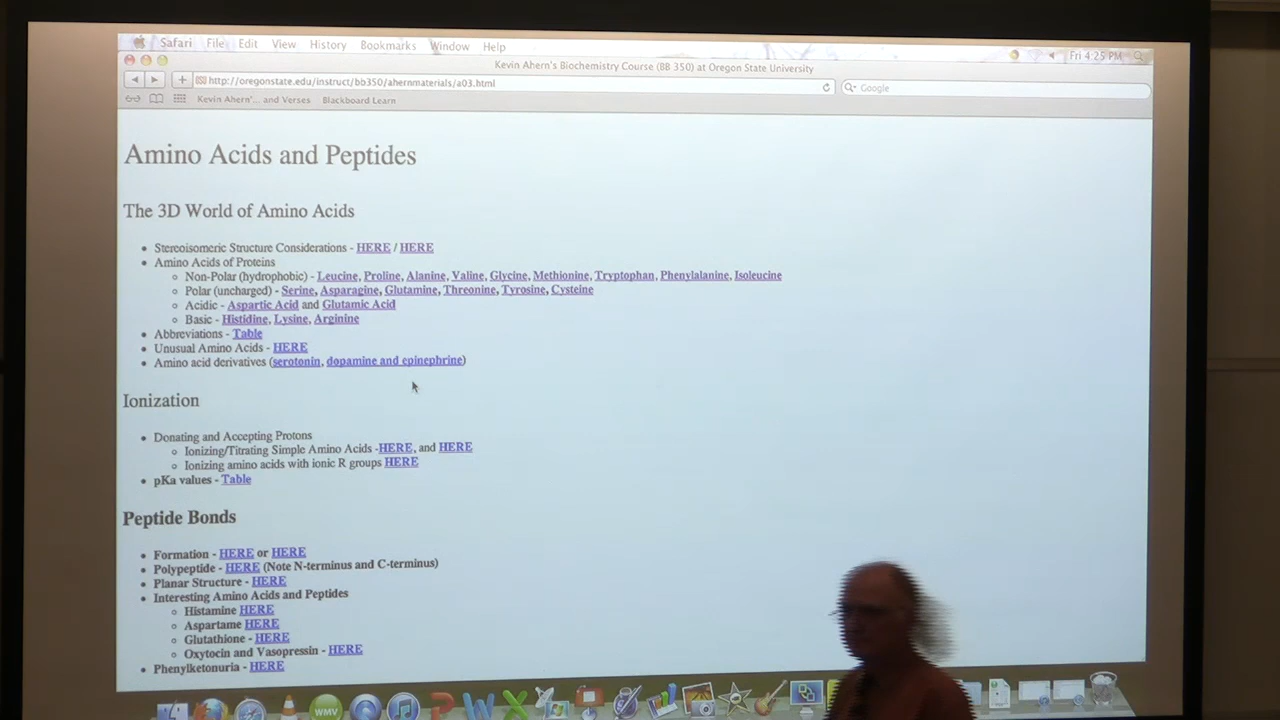 Safari File Edit View History Bookmarks Window Help Fri 4:25 PM
Kevin Ahern's Biochemistry Course (BB 350) at Oregon State University
http://oregonstate.edu/instruct/bb350/ahernmaterials/a03.html Google
Kevin Ahern'... and Verses Blackboard Learn
Amino Acids and Peptides
The 3D World of Amino Acids
• Stereoisomeric Structure Considerations - HERE / HERE
• Amino Acids of Proteins
◦ Non-Polar (hydrophobic) - Leucine, Proline, Alanine, Valine, Glycine, Methionine, Tryptophan, Phenylalanine, Isoleucine
◦ Polar (uncharged) - Serine, Asparagine, Glutamine, Threonine, Tyrosine, Cysteine
◦ Acidic - Aspartic Acid and Glutamic Acid
◦ Basic - Histidine, Lysine, Arginine
• Abbreviations - Table
• Unusual Amino Acids - HERE
• Amino acid derivatives (serotonin, dopamine and epinephrine)
Ionization
• Donating and Accepting Protons
◦ Ionizing/Titrating Simple Amino Acids -HERE, and HERE
◦ Ionizing amino acids with ionic R groups HERE
• pKa values - Table
Peptide Bonds
• Formation - HERE or HERE
• Polypeptide - HERE (Note N-terminus and C-terminus)
• Planar Structure - HERE
• Interesting Amino Acids and Peptides
◦ Histamine HERE
◦ Aspartame HERE
◦ Glutathione - HERE
◦ Oxytocin and Vasopressin - HERE
• Phenylketonuria - HERE
WMV